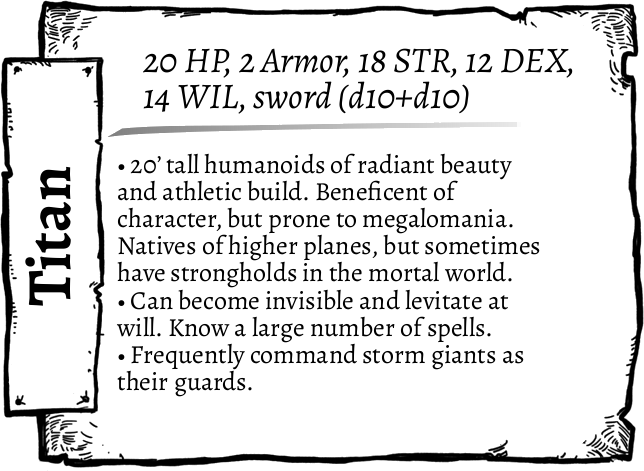 Titan
20 HP, 2 Armor, 18 STR, 12 DEX,
14 WIL, sword (d10+d10)
• 20’ tall humanoids of radiant beauty
and athletic build. Beneficent of
character, but prone to megalomania.
Natives of higher planes, but sometimes
have strongholds in the mortal world.
• Can become invisible and levitate at
will. Know a large number of spells.
• Frequently command storm giants as
their guards.